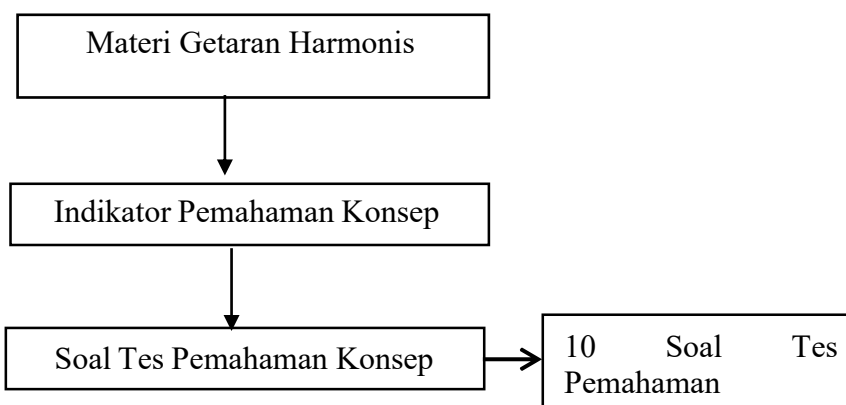 Materi Getaran Harmonis
Indikator Pemahaman Konsep
Soal Tes Pemahaman Konsep
10 Soal Tes
Pemahaman